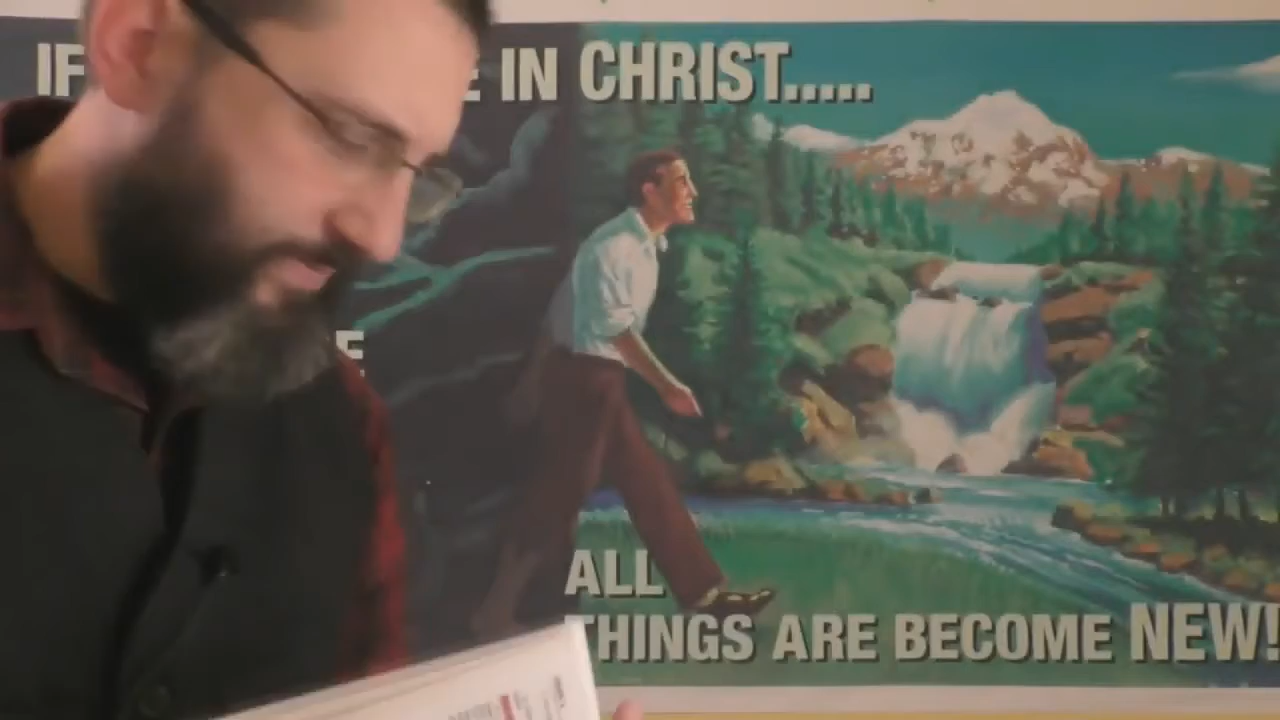 IF E IN CHRIST.....
E
ALL
THINGS ARE BECOME NEW!